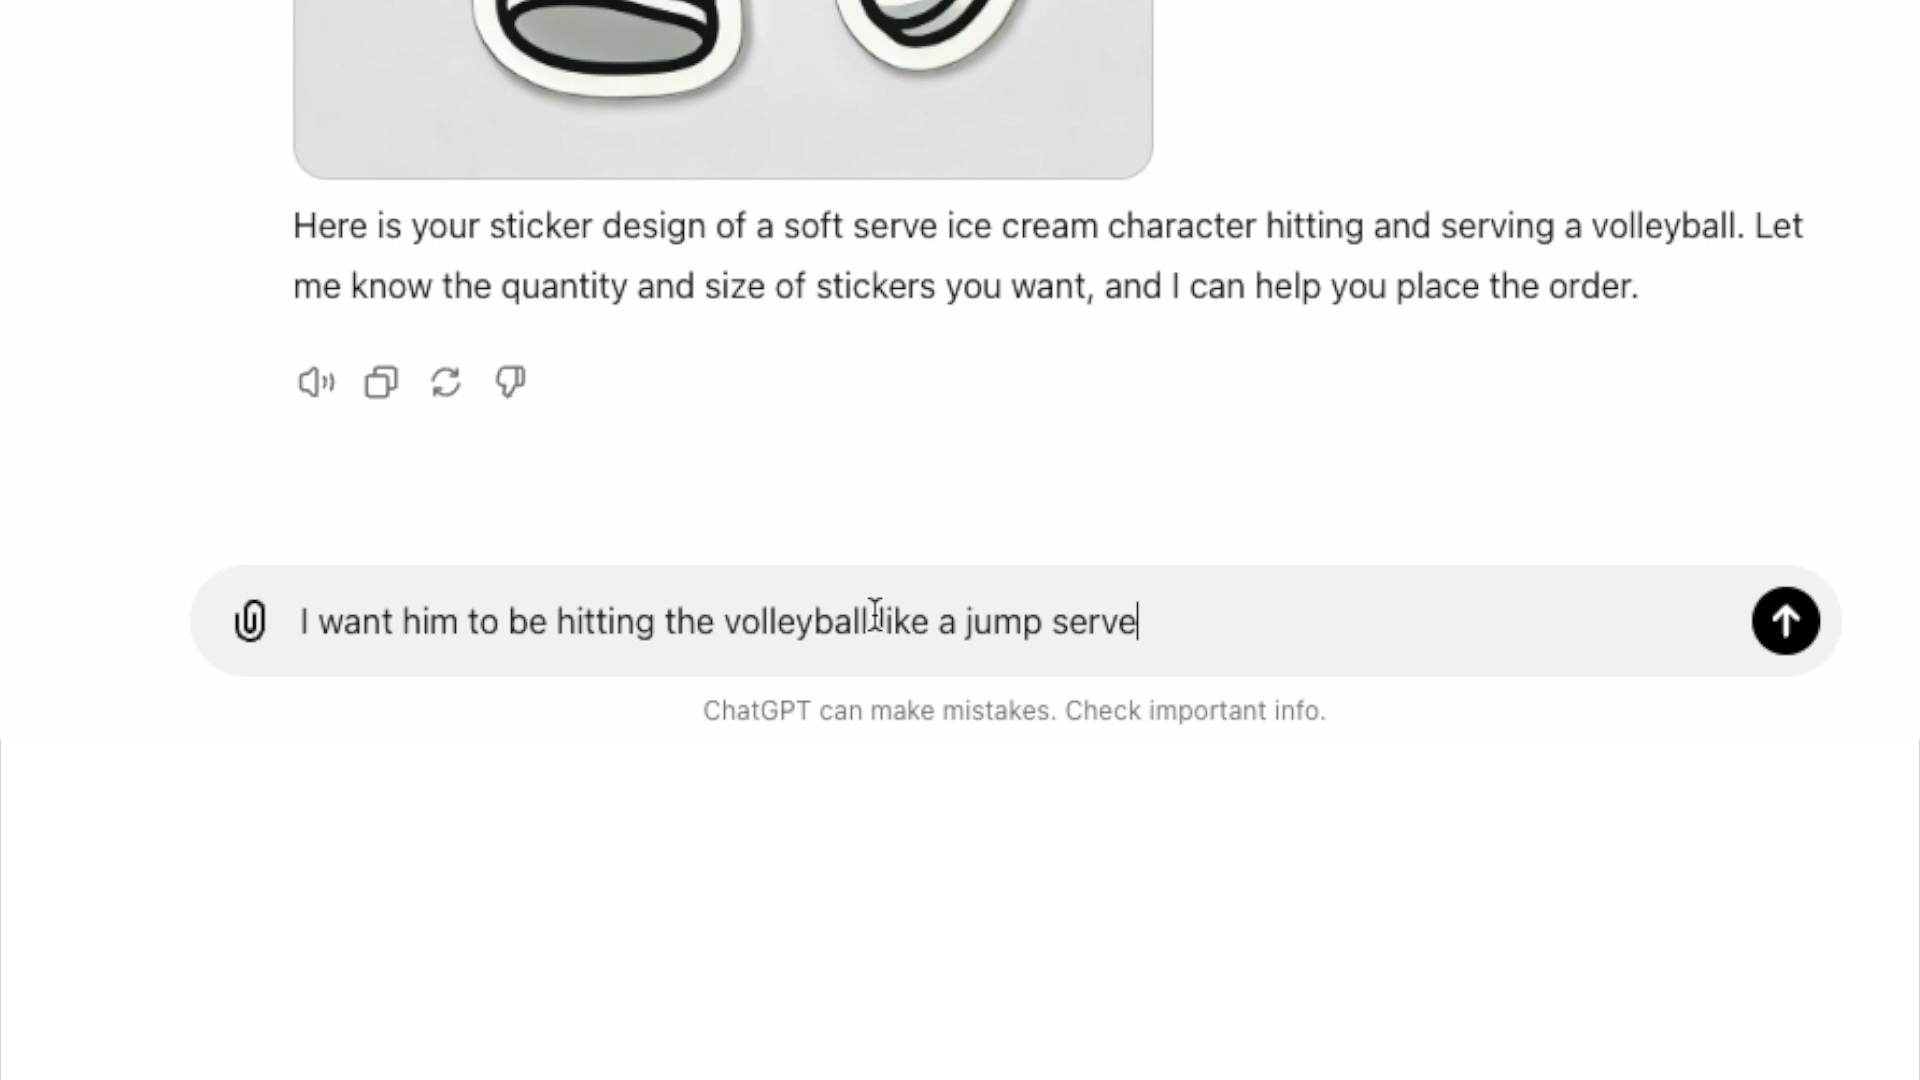 Here is your sticker design of a soft serve ice cream character hitting and serving a volleyball. Let
me know the quantity and size of stickers you want, and I can help you place the order.
I want him to be hitting the volleyball like a jump serve
ChatGPT can make mistakes. Check important info.